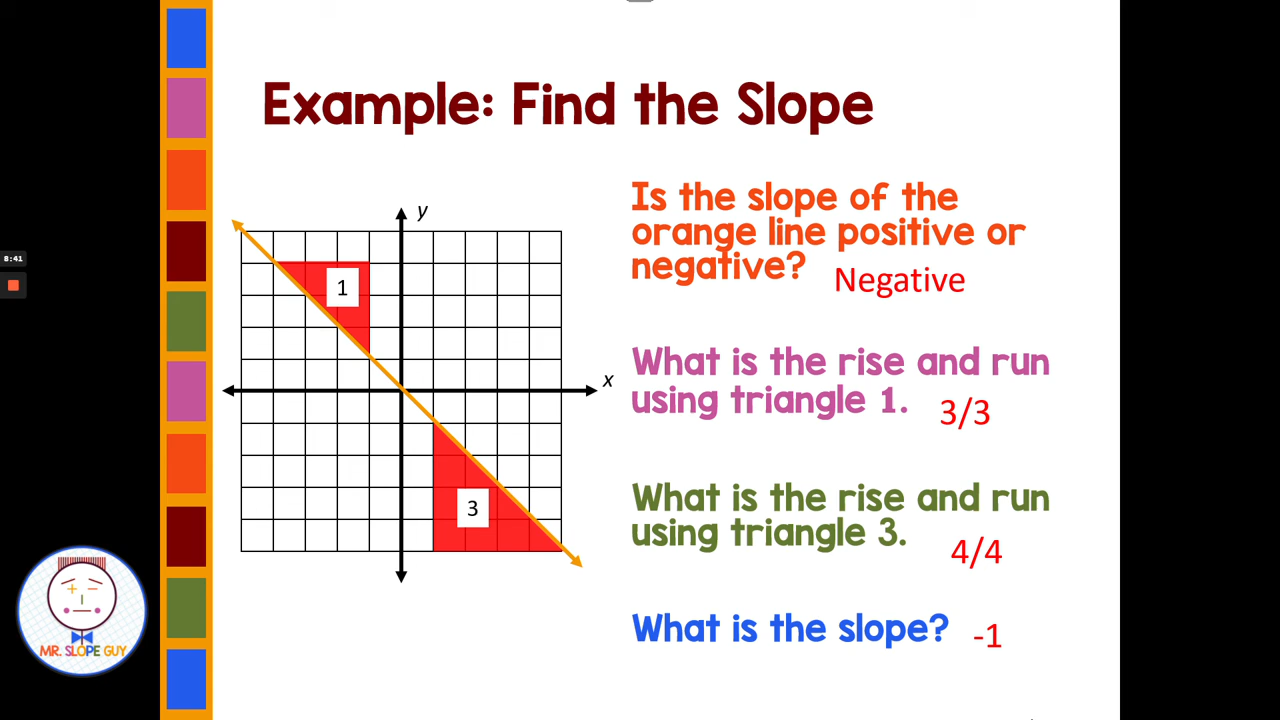 Example: Find the Slope
Is the slope of the
orange line positive or
negative?
Negative
What is the rise and run
using triangle 1.
3/3
What is the rise and run
using triangle 3.
4/4
What is the slope?
-1
y
x
1
3
8:41
MR. SLOPE GUY